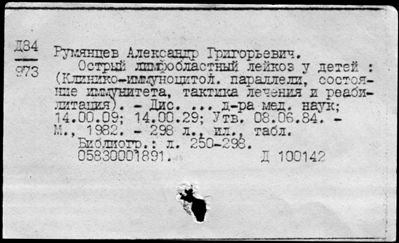 Д84
973
Румянцев Александр Григорьевич.
Острый лимфобластный лейкоз у детей :
(Клинико-иммуноцитол. параллели, состоя-
ние иммунитета, тактика лечения и реаби-
литация). - Дис. ... д-ра мед. наук;
14.00.09; 14.00.29; Утв. 08.06.84. -
М., 1982. - 298 л., ил., табл.
Библиогр.: л. 250-298.
05830001891. Д 100142